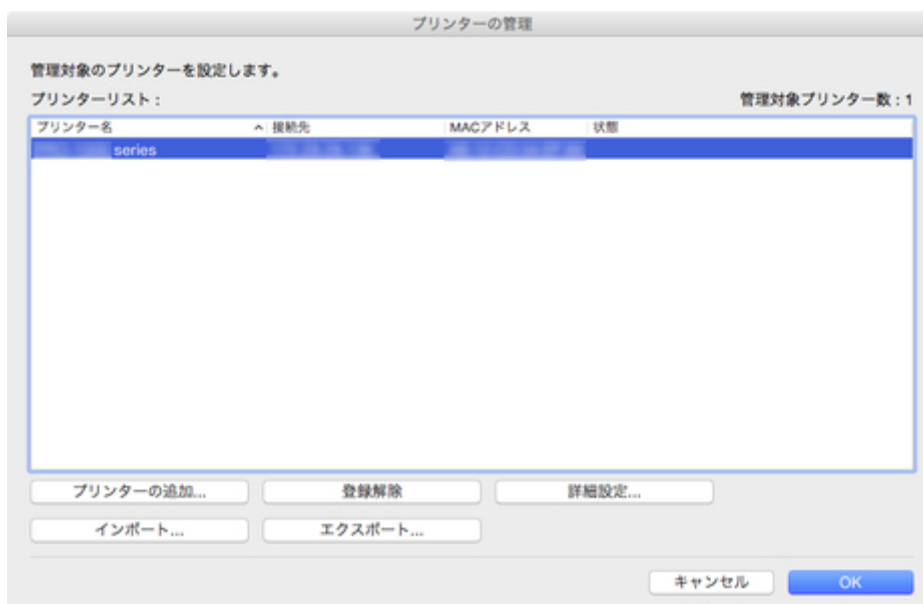 プリンターの管理
管理対象のプリンターを設定します。
プリンターリスト： 管理対象プリンター数：1
プリンター名 接続先 MACアドレス 状態
series
プリンターの追加... 登録解除 詳細設定...
インポート... エクスポート...
キャンセル OK